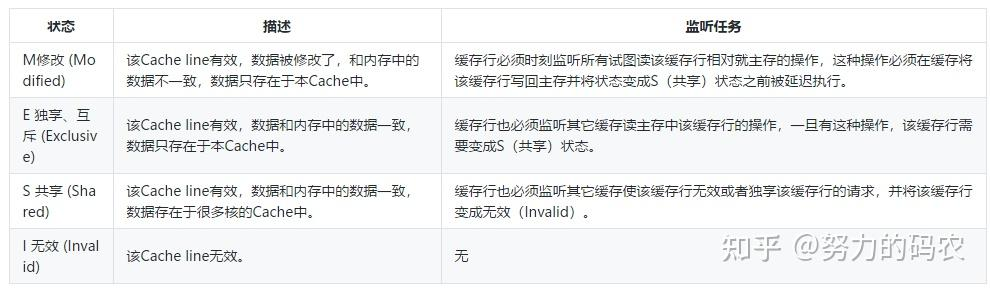 状态 描述 监听任务
M修改 (Mo
dified)
该Cache line有效，数据被修改了，和内存中的
数据不一致，数据只存在于本Cache中。
缓存行必须时刻监听所有试图读该缓存行相对就主存的操作，这种操作必须在缓存将
该缓存行写回主存并将状态变成S（共享）状态之前被延迟执行。
E 独享、互
斥 (Exclusiv
e)
该Cache line有效，数据和内存中的数据一致，
数据只存在于本Cache中。
缓存行也必须监听其它缓存读主存中该缓存行的操作，一旦有这种操作，该缓存行需
要变成S（共享）状态。
S 共享 (Sha
red)
该Cache line有效，数据和内存中的数据一致，
数据存在于很多核的Cache中。
缓存行也必须监听其它缓存使该缓存行无效或者独享该缓存行的请求，并将该缓存行
变成无效（Invalid）。
I 无效 (Inval
id)
该Cache line无效。
无
知乎 @努力的码农